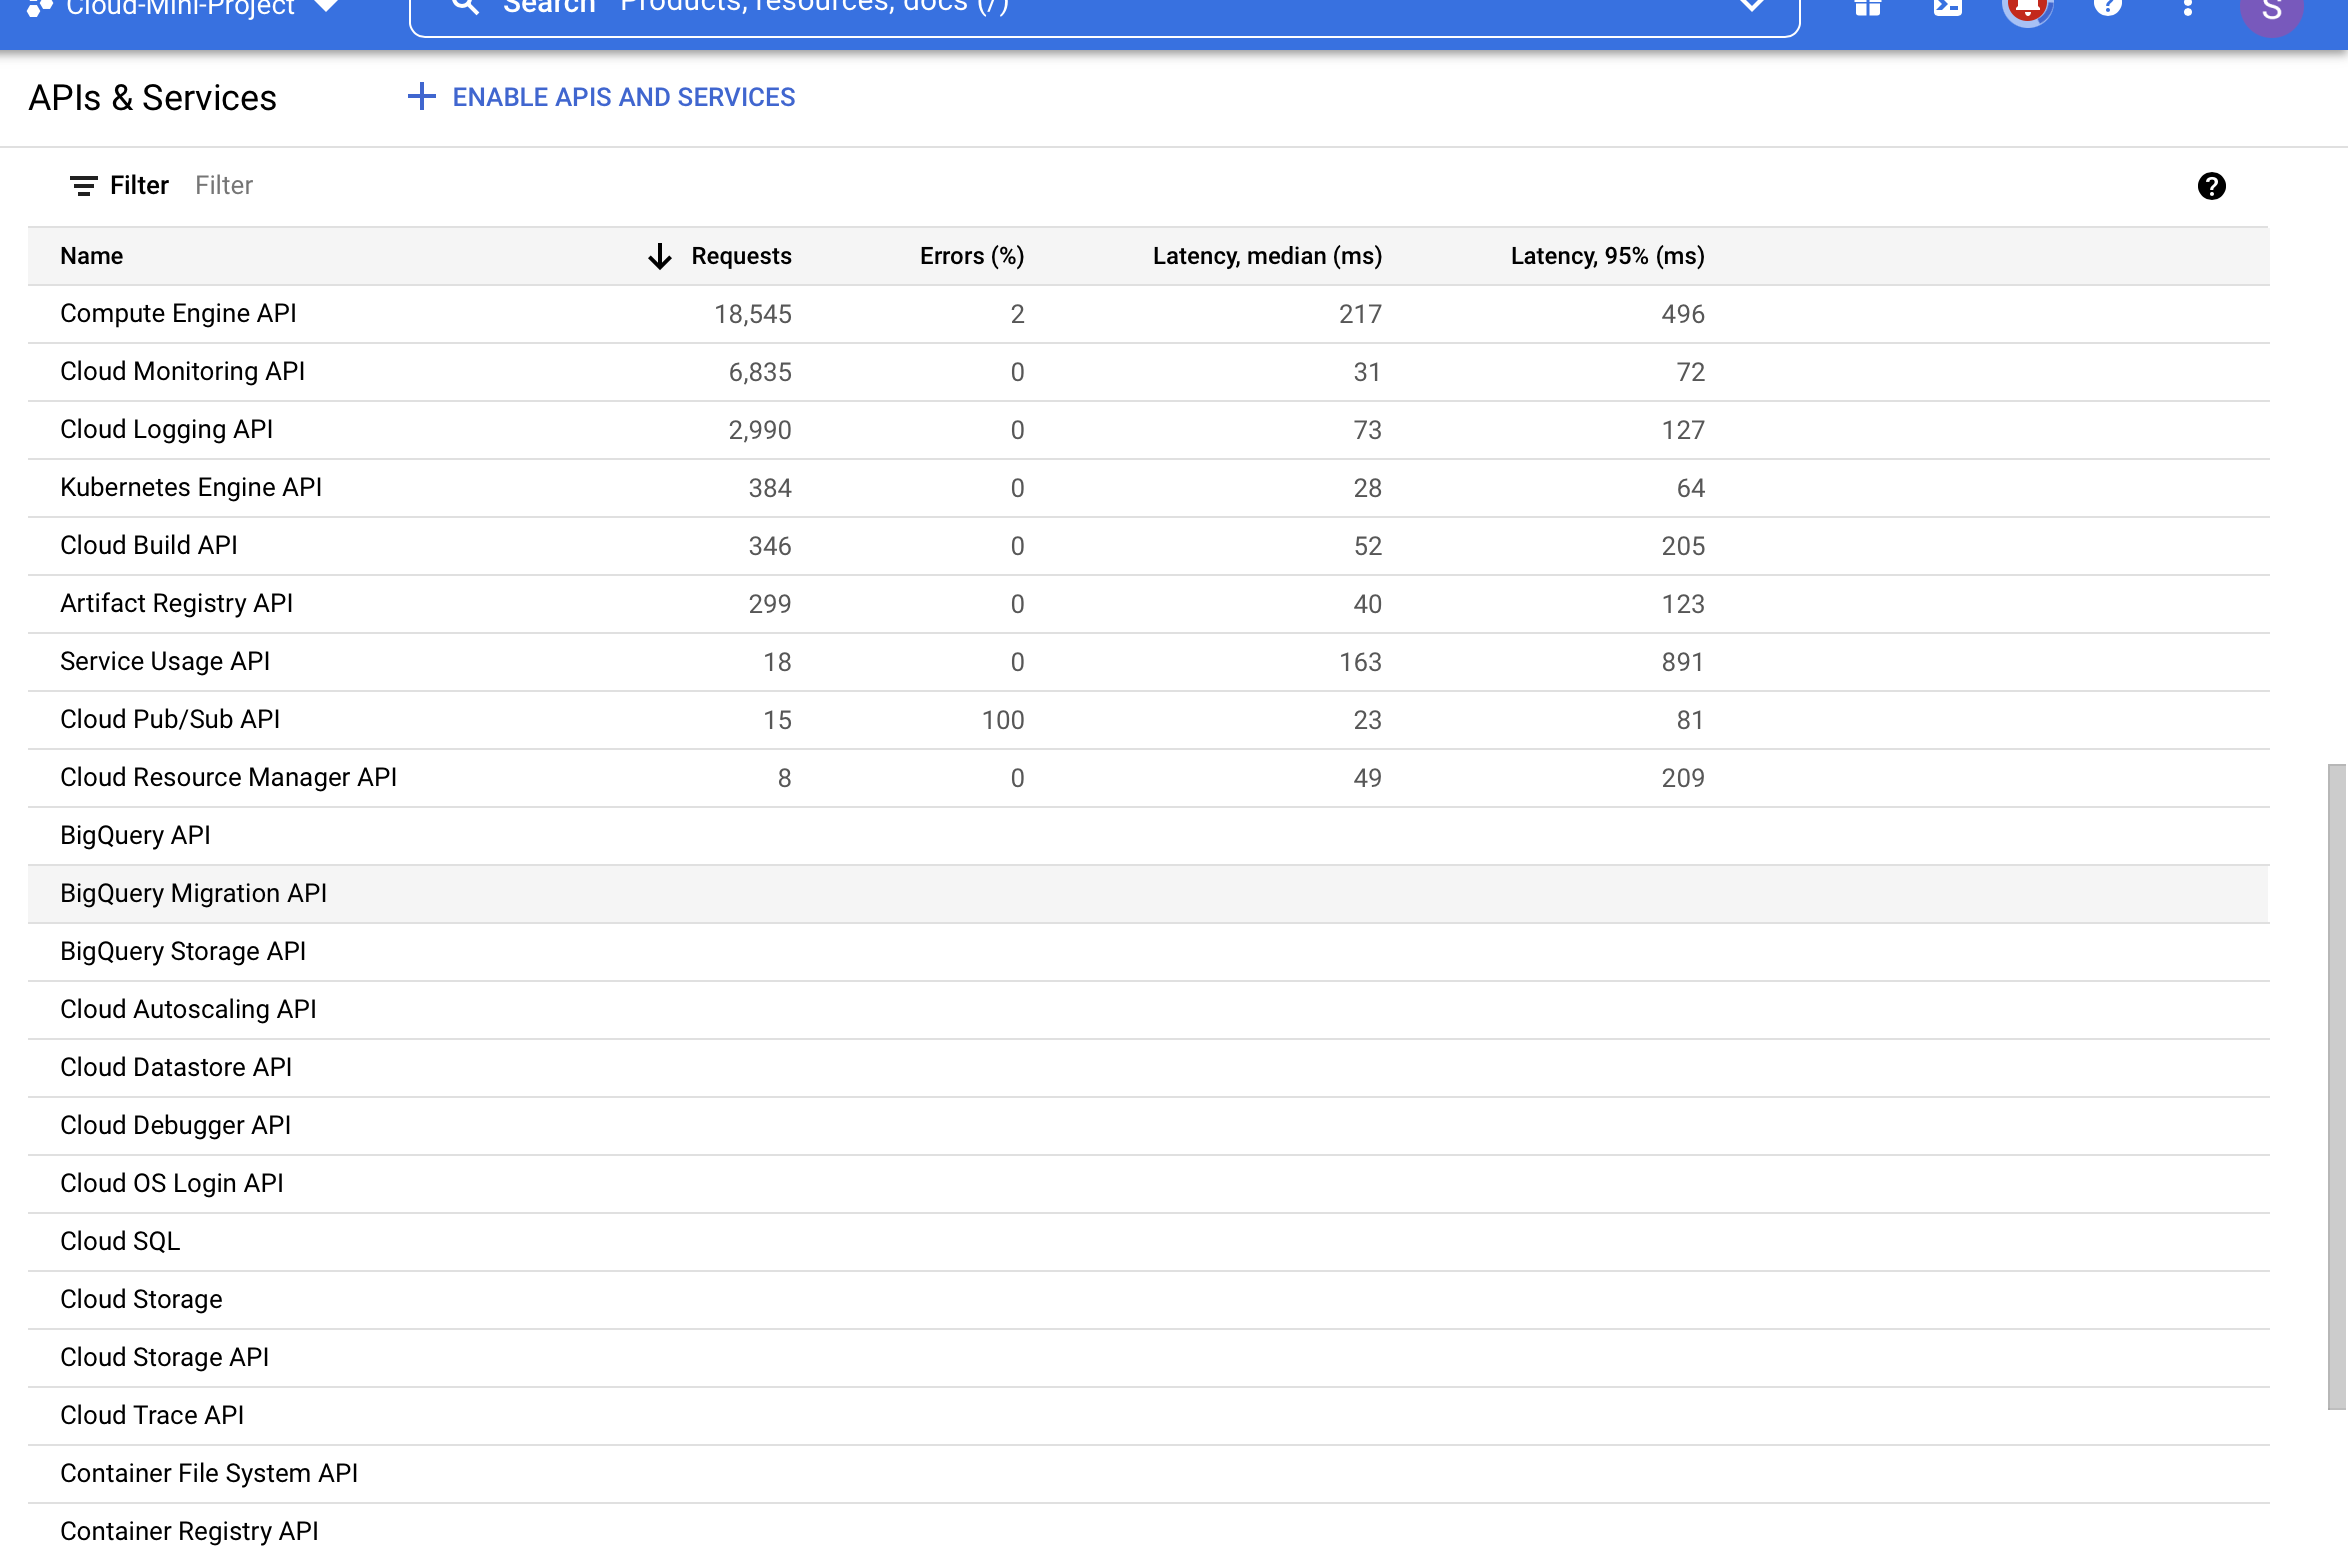 Cloud-Mini-Project Search Products, resources, docs (/) S
APIs & Services ENABLE APIS AND SERVICES
Filter Filter
Name Requests Errors (%) Latency, median (ms) Latency, 95% (ms)
Compute Engine API 18,545 2 217 496
Cloud Monitoring API 6,835 0 31 72
Cloud Logging API 2,990 0 73 127
Kubernetes Engine API 384 0 28 64
Cloud Build API 346 0 52 205
Artifact Registry API 299 0 40 123
Service Usage API 18 0 163 891
Cloud Pub/Sub API 15 100 23 81
Cloud Resource Manager API 8 0 49 209
BigQuery API
BigQuery Migration API
BigQuery Storage API
Cloud Autoscaling API
Cloud Datastore API
Cloud Debugger API
Cloud OS Login API
Cloud SQL
Cloud Storage
Cloud Storage API
Cloud Trace API
Container File System API
Container Registry API